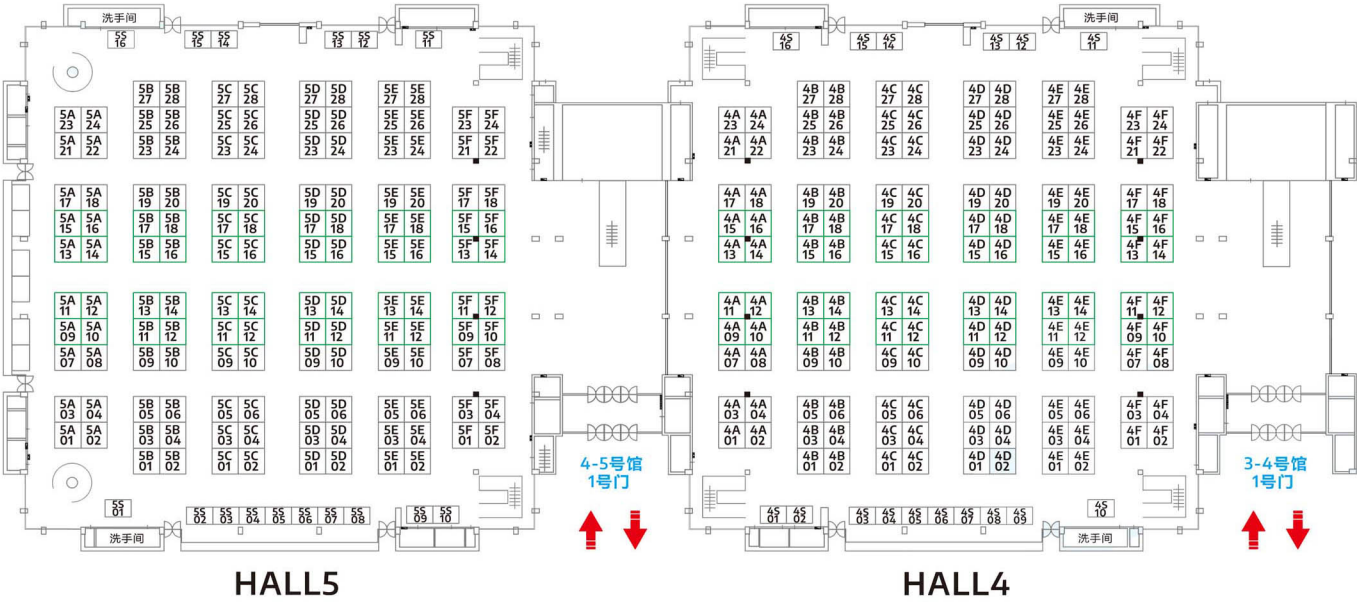 洗手间
洗手间
5S 16
5S 15 5S 14
5S 13 5S 12
5S 11
4S 16
4S 15 4S 14
4S 13 4S 12
4S 11
5B 27 5B 28 5C 27 5C 28 5D 27 5D 28 5E 27 5E 28
4B 27 4B 28 4C 27 4C 28 4D 27 4D 28 4E 27 4E 28
5A 23 5A 24 5B 25 5B 26 5C 25 5C 26 5D 25 5D 26 5E 25 5E 26 5F 23 5F 24
4A 23 4A 24 4B 25 4B 26 4C 25 4C 26 4D 25 4D 26 4E 25 4E 26 4F 23 4F 24
5A 21 5A 22 5B 23 5B 24 5C 23 5C 24 5D 23 5D 24 5E 23 5E 24 5F 21 5F 22
4A 21 4A 22 4B 23 4B 24 4C 23 4C 24 4D 23 4D 24 4E 23 4E 24 4F 21 4F 22
5A 17 5A 18 5B 19 5B 20 5C 19 5C 20 5D 19 5D 20 5E 19 5E 20 5F 17 5F 18
4A 17 4A 18 4B 19 4B 20 4C 19 4C 20 4D 19 4D 20 4E 19 4E 20 4F 17 4F 18
5A 15 5A 16 5B 17 5B 18 5C 17 5C 18 5D 17 5D 18 5E 17 5E 18 5F 15 5F 16
4A 15 4A 16 4B 17 4B 18 4C 17 4C 18 4D 17 4D 18 4E 17 4E 18 4F 15 4F 16
5A 13 5A 14 5B 15 5B 16 5C 15 5C 16 5D 15 5D 16 5E 15 5E 16 5F 13 5F 14
4A 13 4A 14 4B 15 4B 16 4C 15 4C 16 4D 15 4D 16 4E 15 4E 16 4F 13 4F 14
5A 11 5A 12 5B 13 5B 14 5C 13 5C 14 5D 13 5D 14 5E 13 5E 14 5F 11 5F 12
4A 11 4A 12 4B 13 4B 14 4C 13 4C 14 4D 13 4D 14 4E 13 4E 14 4F 11 4F 12
5A 09 5A 10 5B 11 5B 12 5C 11 5C 12 5D 11 5D 12 5E 11 5E 12 5F 09 5F 10
4A 09 4A 10 4B 11 4B 12 4C 11 4C 12 4D 11 4D 12 4E 11 4E 12 4F 09 4F 10
5A 07 5A 08 5B 09 5B 10 5C 09 5C 10 5D 09 5D 10 5E 09 5E 10 5F 07 5F 08
4A 07 4A 08 4B 09 4B 10 4C 09 4C 10 4D 09 4D 10 4E 09 4E 10 4F 07 4F 08
5A 03 5A 04 5B 05 5B 06 5C 05 5C 06 5D 05 5D 06 5E 05 5E 06 5F 03 5F 04
4A 03 4A 04 4B 05 4B 06 4C 05 4C 06 4D 05 4D 06 4E 05 4E 06 4F 03 4F 04
5A 01 5A 02 5B 03 5B 04 5C 03 5C 04 5D 03 5D 04 5E 03 5E 04 5F 01 5F 02
4A 01 4A 02 4B 03 4B 04 4C 03 4C 04 4D 03 4D 04 4E 03 4E 04 4F 01 4F 02
5B 01 5B 02 5C 01 5C 02 5D 01 5D 02 5E 01 5E 02
4B 01 4B 02 4C 01 4C 02 4D 01 4D 02 4E 01 4E 02
4-5号馆
1号门
3-4号馆
1号门
5S 01
5S 02 5S 03 5S 04 5S 05 5S 06 5S 07 5S 08
5S 09 5S 10
4S 01 4S 02
4S 03 4S 04 4S 05 4S 06 4S 07 4S 08 4S 09
4S 10
洗手间
洗手间
HALL5
HALL4